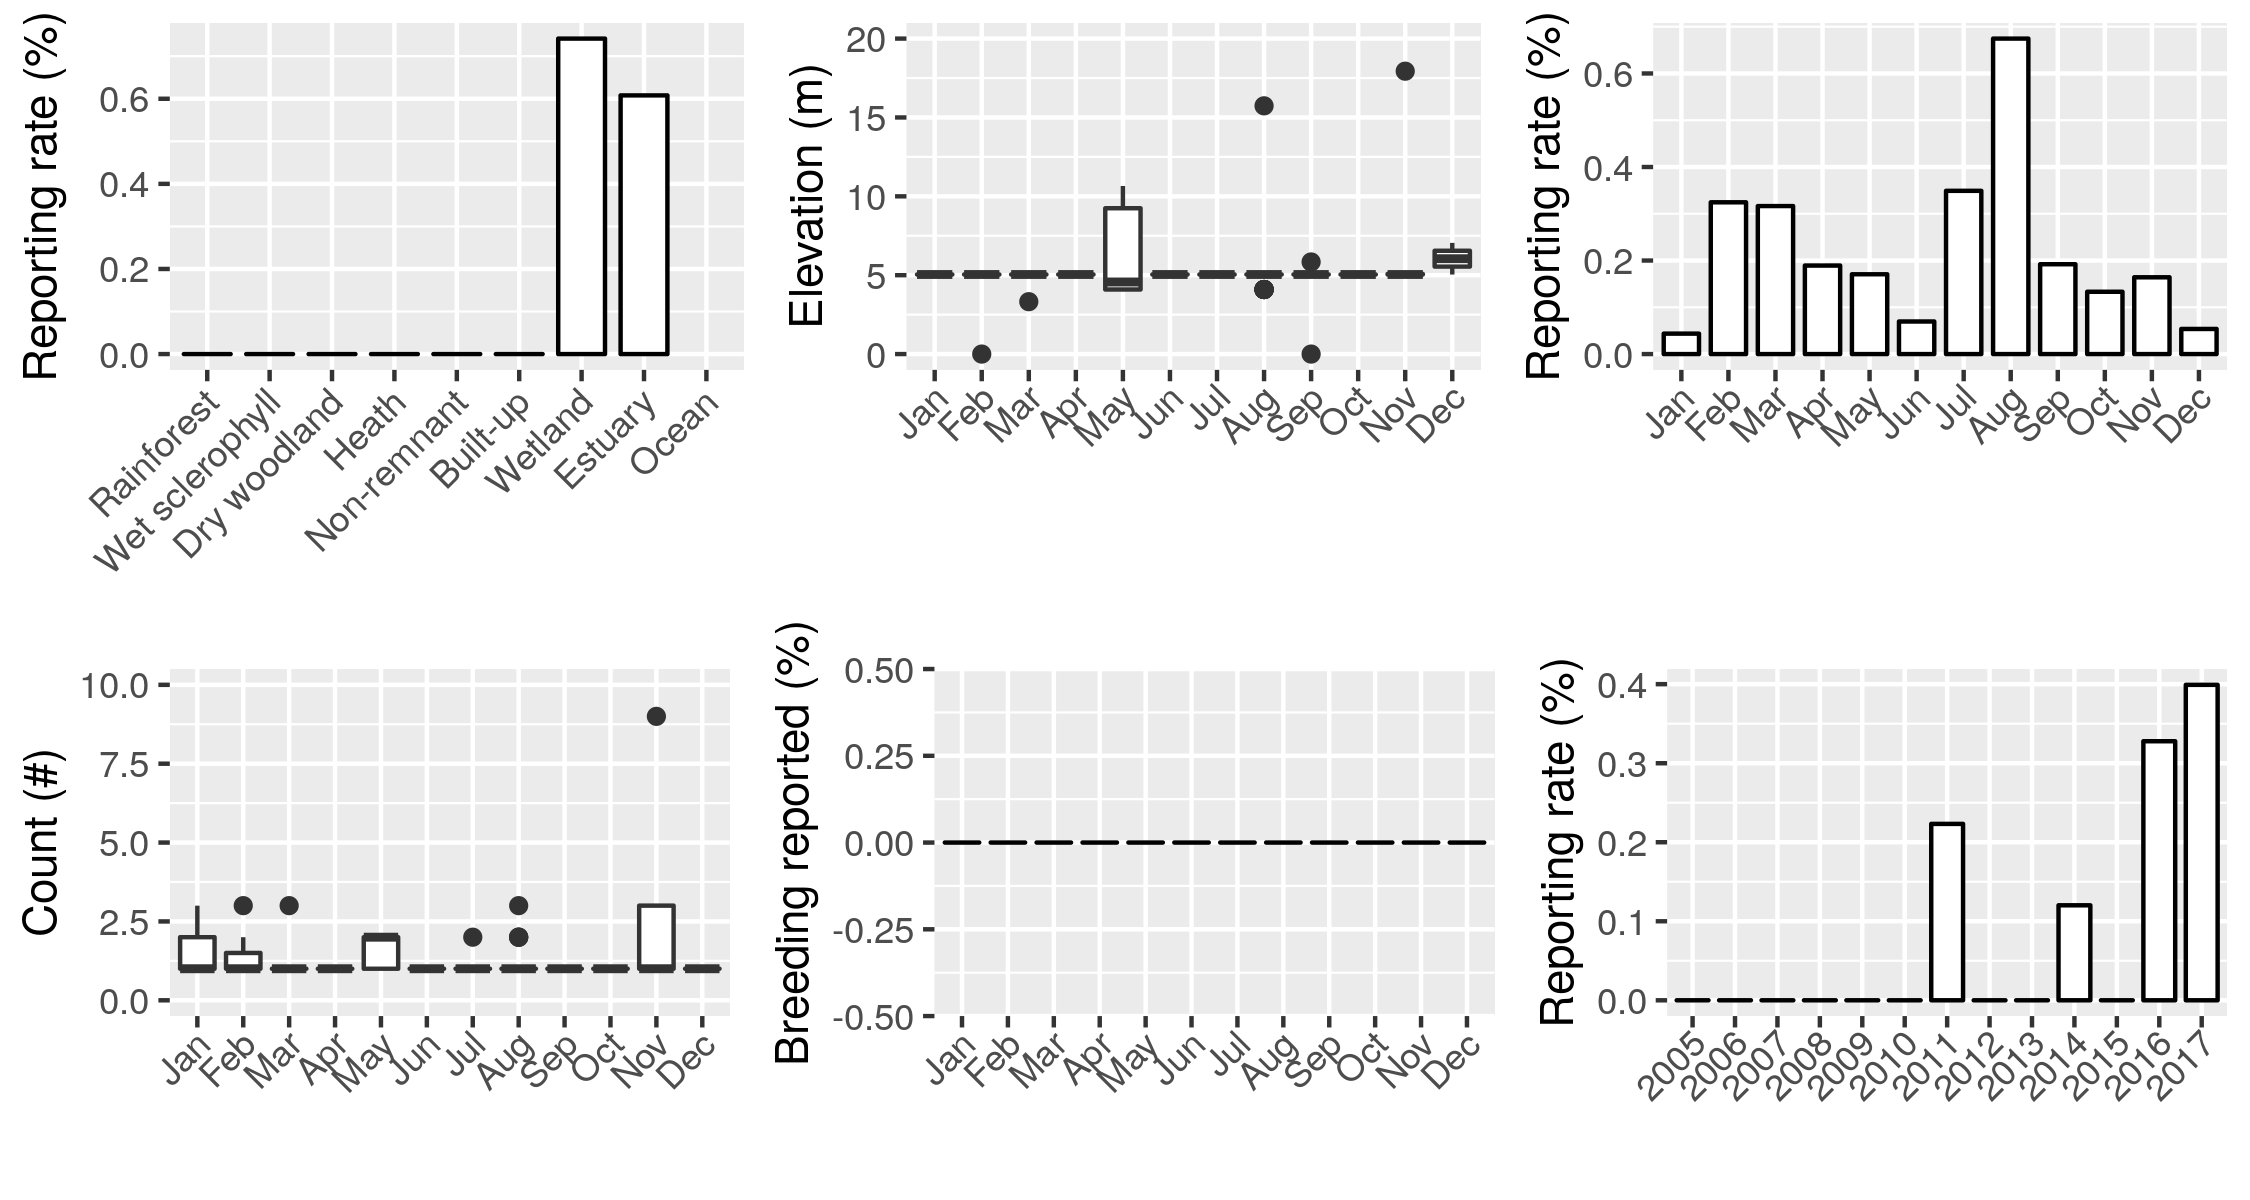 Reporting rate (%)
0.6
0.4
0.2
0.0
Rainforest
Wet sclerophyll
Dry woodland
Heath
Non-remnant
Built-up
Wetland
Estuary
Ocean
Elevation (m)
20
15
10
5
0
Jan
Feb
Mar
Apr
May
Jun
Jul
Aug
Sep
Oct
Nov
Dec
Reporting rate (%)
0.6
0.4
0.2
0.0
Jan
Feb
Mar
Apr
May
Jun
Jul
Aug
Sep
Oct
Nov
Dec
Count (#)
10.0
7.5
5.0
2.5
0.0
Jan
Feb
Mar
Apr
May
Jun
Jul
Aug
Sep
Oct
Nov
Dec
Breeding reported (%)
0.50
0.25
0.00
-0.25
-0.50
Jan
Feb
Mar
Apr
May
Jun
Jul
Aug
Sep
Oct
Nov
Dec
Reporting rate (%)
0.4
0.3
0.2
0.1
0.0
2005
2006
2007
2008
2009
2010
2011
2012
2013
2014
2015
2016
2017